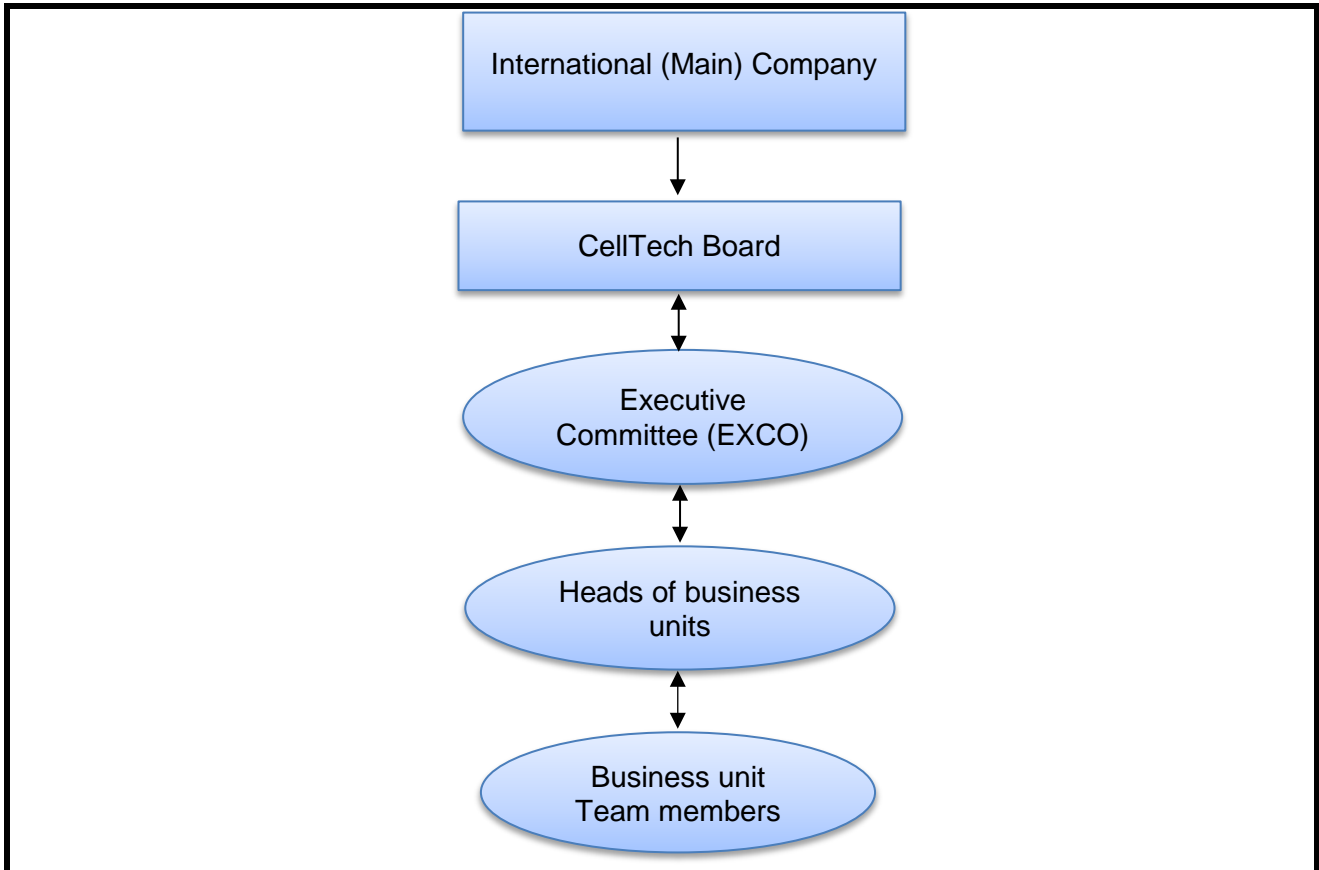 International (Main) Company
CellTech Board
Executive
Committee (EXCO)
Heads of business
units
Business unit
Team members